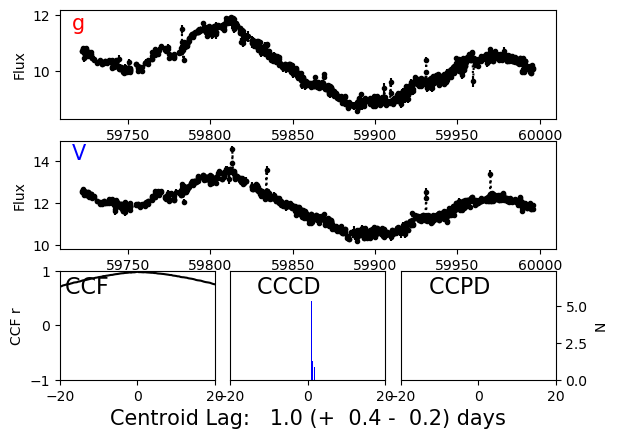 g
12
10
Flux
59750 59800 59850 59900 59950 60000
V
14
12
10
Flux
59750 59800 59850 59900 59950 60000
CCF CCCD CCPD
1
0
−1
CCF r
5.0
2.5
0.0
N
−20 0 20 −20 0 20 −20 0 20
Centroid Lag: 1.0 (+ 0.4 - 0.2) days